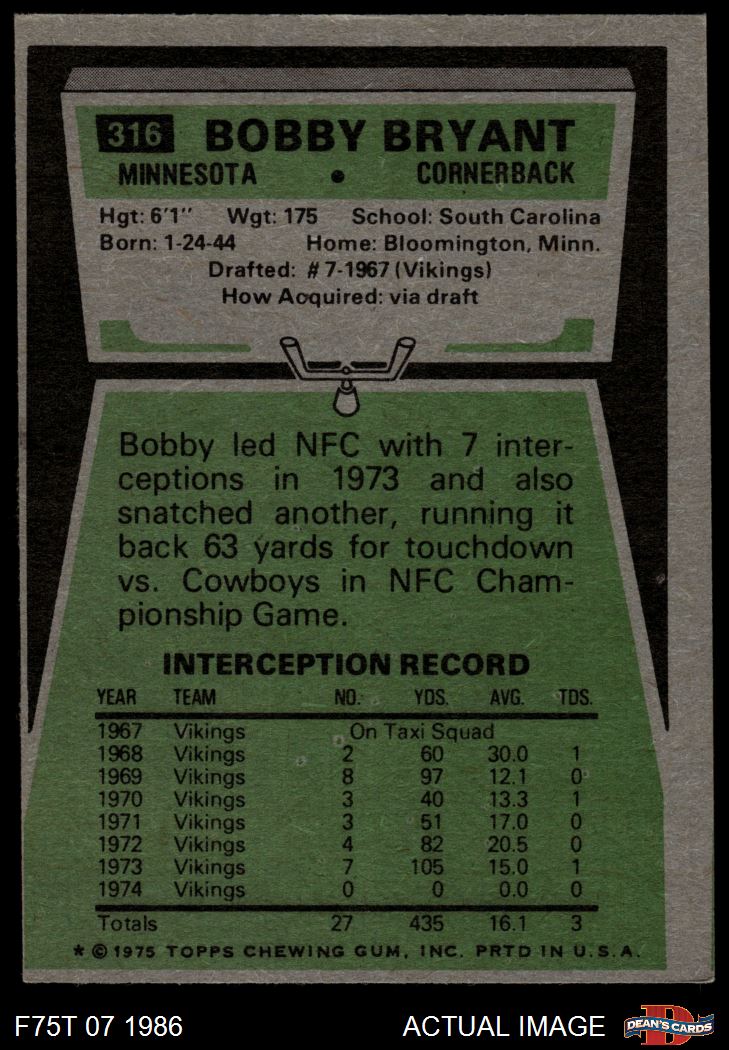 316 BOBBY BRYANT
MINNESOTA • CORNERBACK
Hgt: 6'1" Wgt: 175 School: South Carolina
Born: 1-24-44 Home: Bloomington, Minn.
Drafted: #7-1967 (Vikings)
How Acquired: via draft
Bobby led NFC with 7 inter-
ceptions in 1973 and also
snatched another, running it
back 63 yards for touchdown
vs. Cowboys in NFC Cham-
pionship Game.
INTERCEPTION RECORD
YEAR TEAM NO. YDS. AVG. TDS.
1967 Vikings On Taxi Squad
1968 Vikings 2 60 30.0 1
1969 Vikings 8 97 12.1 0
1970 Vikings 3 40 13.3 1
1971 Vikings 3 51 17.0 0
1972 Vikings 4 82 20.5 0
1973 Vikings 7 105 15.0 1
1974 Vikings 0 0 0.0 0
Totals 27 435 16.1 3
* © 1975 TOPPS CHEWING GUM, INC. PRTD IN U.S.A.
F75T 07 1986 ACTUAL IMAGE D DEAN'S CARDS